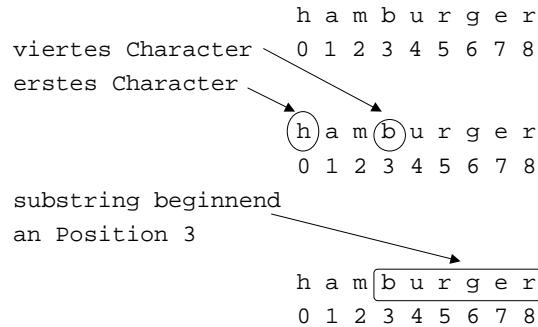 h a m b u r g e r
viertes Character 0 1 2 3 4 5 6 7 8
erstes Character
h a m b u r g e r
0 1 2 3 4 5 6 7 8
substring beginnend
an Position 3
h a m b u r g e r
0 1 2 3 4 5 6 7 8